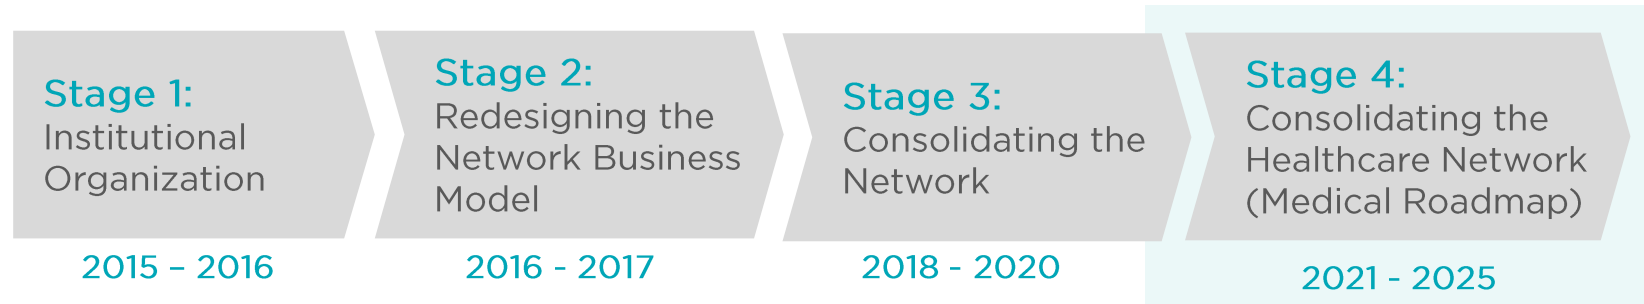 Stage 1:
Institutional
Organization
2015 – 2016
Stage 2:
Redesigning the
Network Business
Model
2016 - 2017
Stage 3:
Consolidating the
Network
2018 - 2020
Stage 4:
Consolidating the
Healthcare Network
(Medical Roadmap)
2021 - 2025